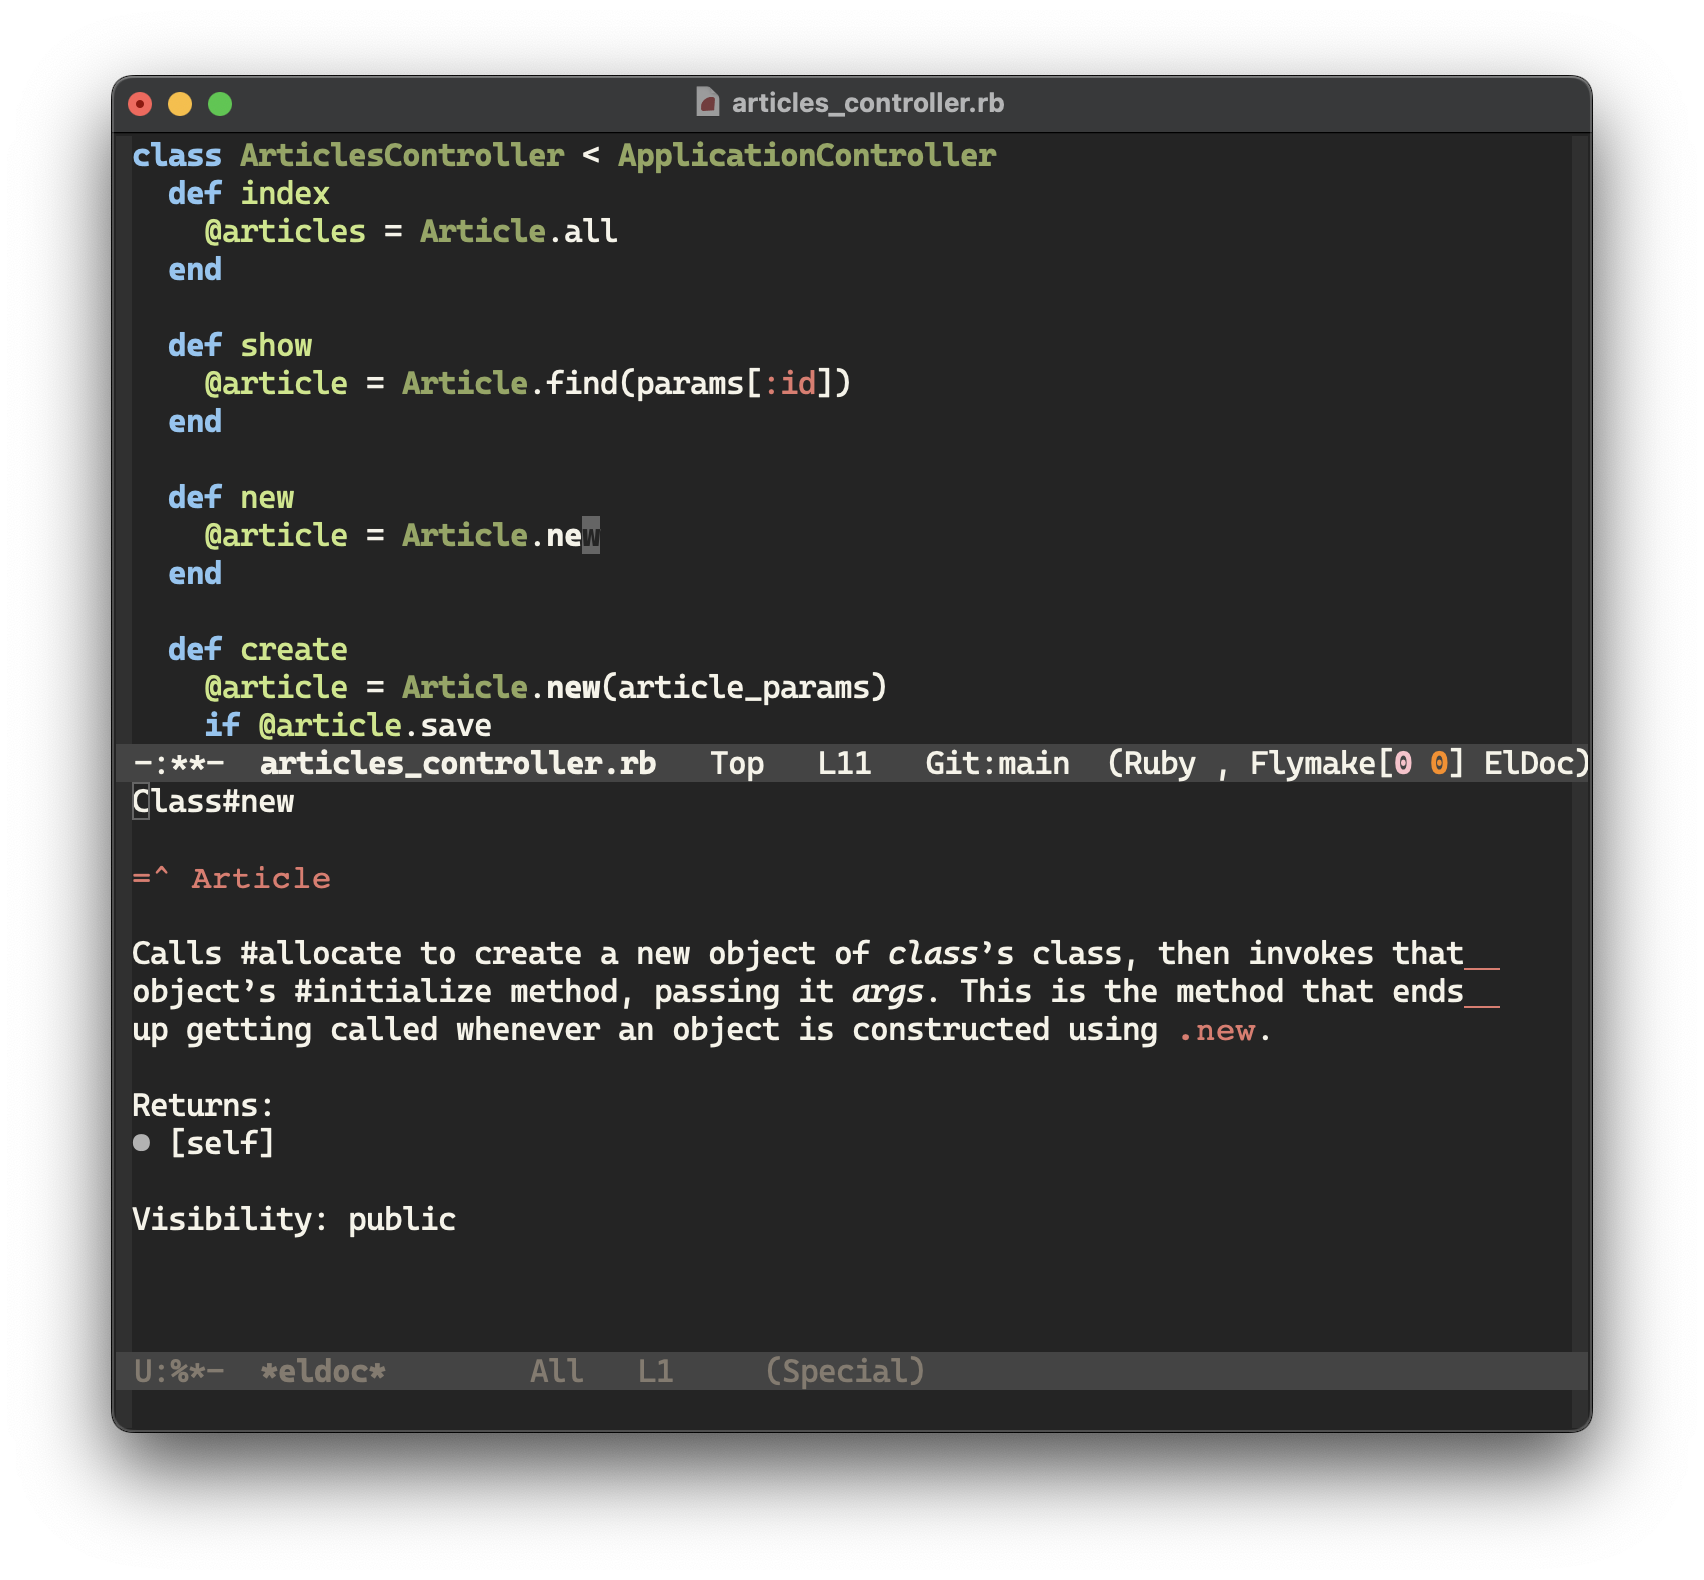 articles_controller.rb
class ArticlesController < ApplicationController
  def index
    @articles = Article.all
  end

  def show
    @article = Article.find(params[:id])
  end

  def new
    @article = Article.new
  end

  def create
    @article = Article.new(article_params)
    if @article.save
-:**-  articles_controller.rb   Top   L11   Git:main  (Ruby , Flymake[0 0] ElDoc)
Class#new

=^ Article

Calls #allocate to create a new object of class’s class, then invokes that__
object’s #initialize method, passing it args. This is the method that ends__
up getting called whenever an object is constructed using .new.

Returns:
● [self]

Visibility: public
U:%*-  *eldoc*        All   L1     (Special)